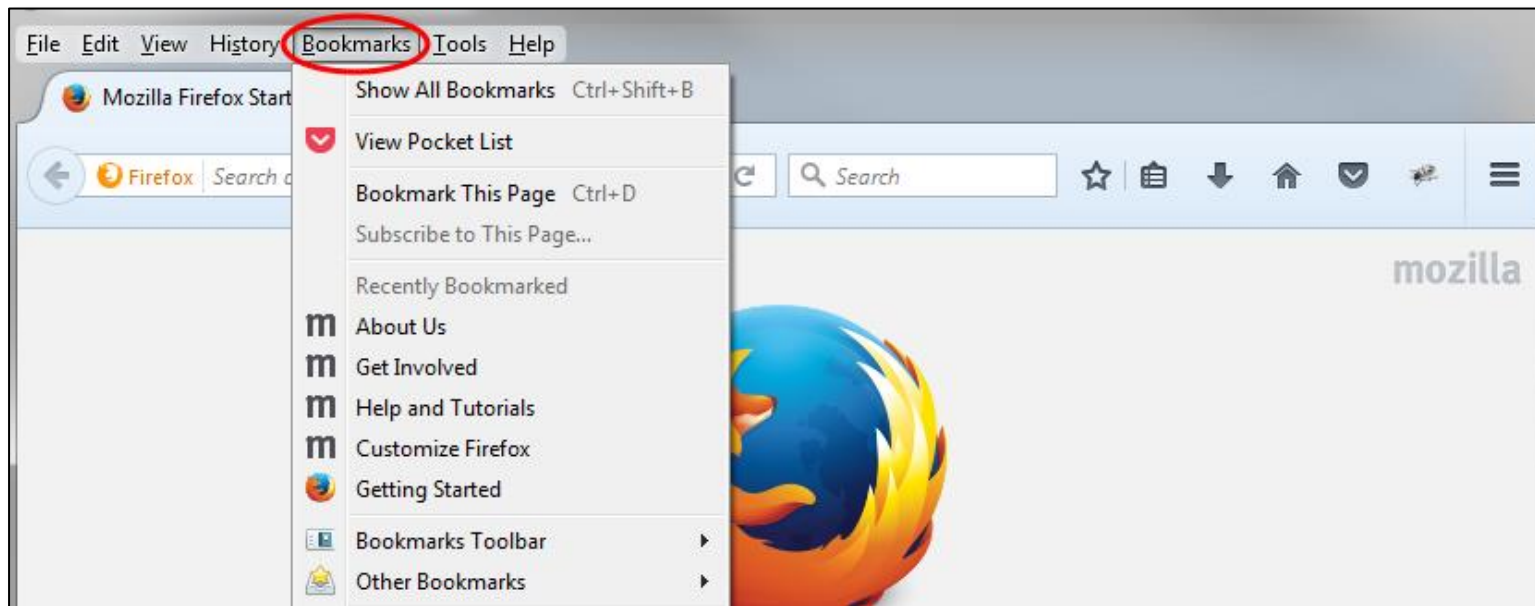 File Edit View History Bookmarks Tools Help
Mozilla Firefox Start
Show All Bookmarks Ctrl+Shift+B
View Pocket List
Firefox Search
Search
Bookmark This Page Ctrl+D
Subscribe to This Page...
mozilla
Recently Bookmarked
m About Us
m Get Involved
m Help and Tutorials
m Customize Firefox
Getting Started
Bookmarks Toolbar
Other Bookmarks